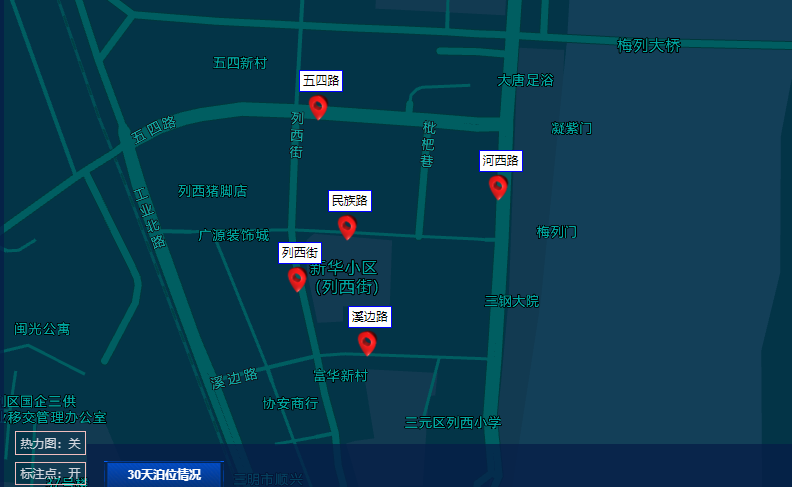 梅列大桥
五四新村
五四路
大唐足浴
五四路
列西街
枇杷巷
凝紫门
河西路
列西猪脚店
民族路
工业北路
广源装饰城
梅列门
列西街
新华小区
(列西街)
三钢大院
溪边路
闽光公寓
富华新村
溪边路
协安商行
区国企三供
移交管理办公室
三元区列西小学
热力图：关
标注点：开
30天泊位情况
三明市顺兴